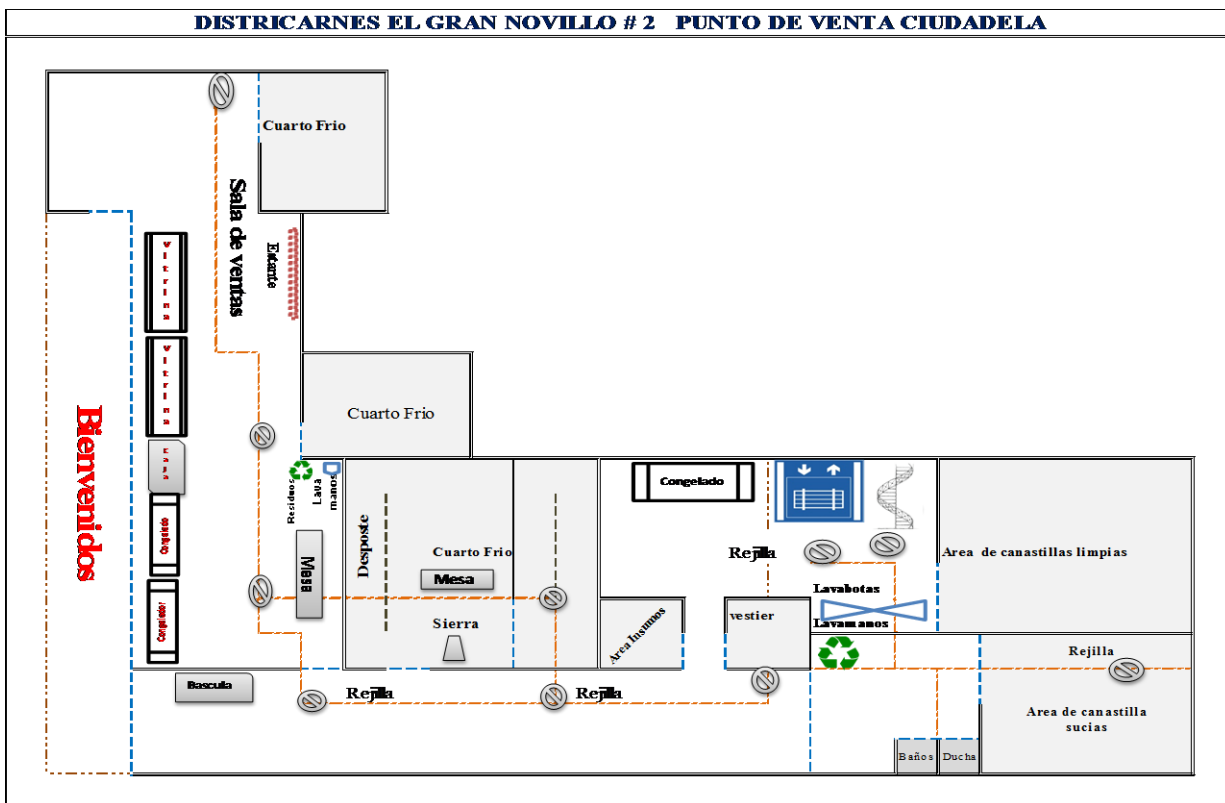 DISTRICARNES EL GRAN NOVILLO # 2 PUNTO DE VENTA CIUDADELA
Cuarto Frio
Sala de ventas
Estante
Vitrina
Vitrina
Bienvenidos
Cuarto Frio
Congelado
Congelador
Residuos
Lava
manos
Mesa
Desposte
Cuarto Frio
Mesa
Sierra
Congelado
Rejilla
Area de canastillas limpias
Lavabotas
Lavamanos
vestier
Area Insumos
Bascula
Rejilla
Rejilla
Rejilla
Area de canastilla
sucias
Baños
Ducha